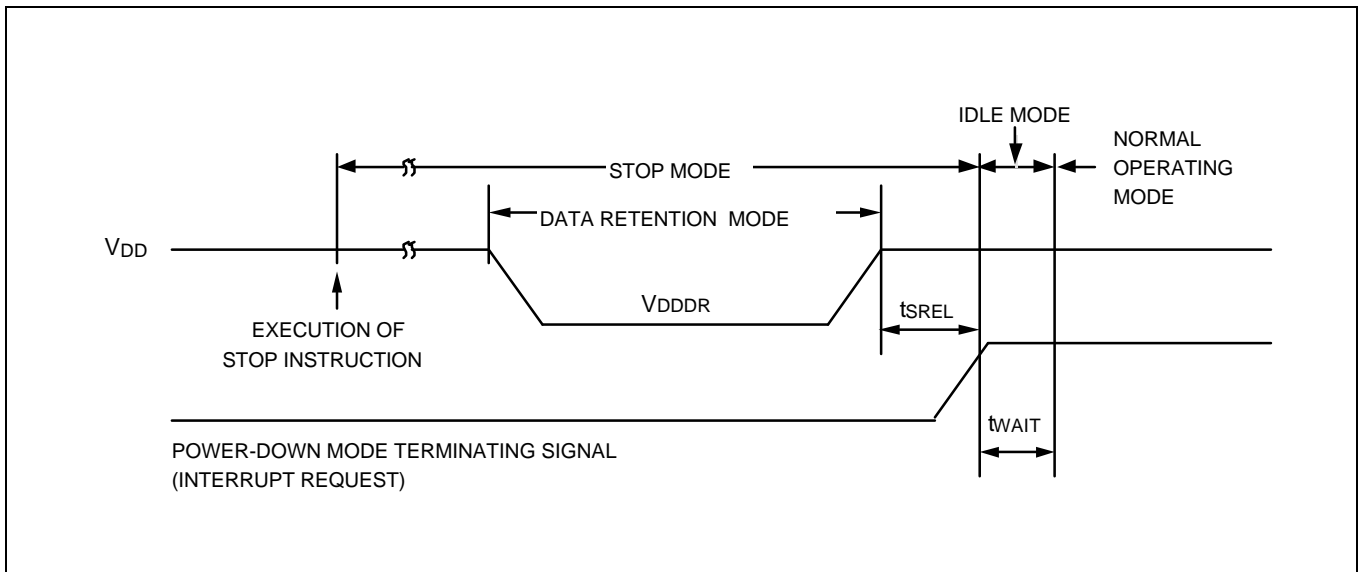 IDLE MODE
NORMAL
OPERATING
MODE
STOP MODE
DATA RETENTION MODE
VDD
VDDDR
tSREL
EXECUTION OF
STOP INSTRUCTION
tWAIT
POWER-DOWN MODE TERMINATING SIGNAL
(INTERRUPT REQUEST)